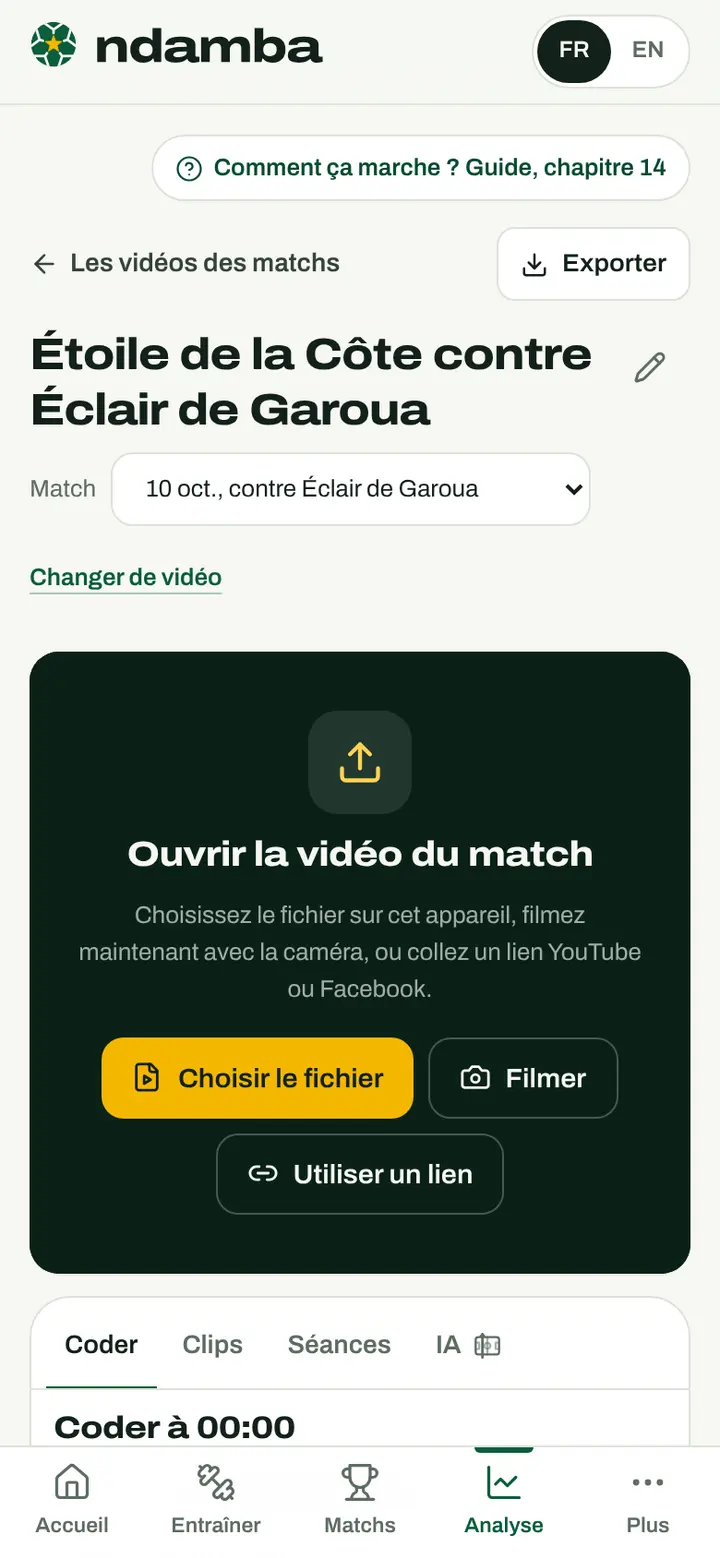 ndamba
FR EN
Comment ça marche ? Guide, chapitre 14
Les vidéos des matchs
Exporter
Étoile de la Côte contre
Éclair de Garoua
Match
10 oct., contre Éclair de Garoua
Changer de vidéo
Ouvrir la vidéo du match
Choisissez le fichier sur cet appareil, filmez
maintenant avec la caméra, ou collez un lien YouTube
ou Facebook.
Choisir le fichier
Filmer
Utiliser un lien
Coder Clips Séances IA
Coder à 00:00
Accueil Entraîner Matchs Analyse Plus